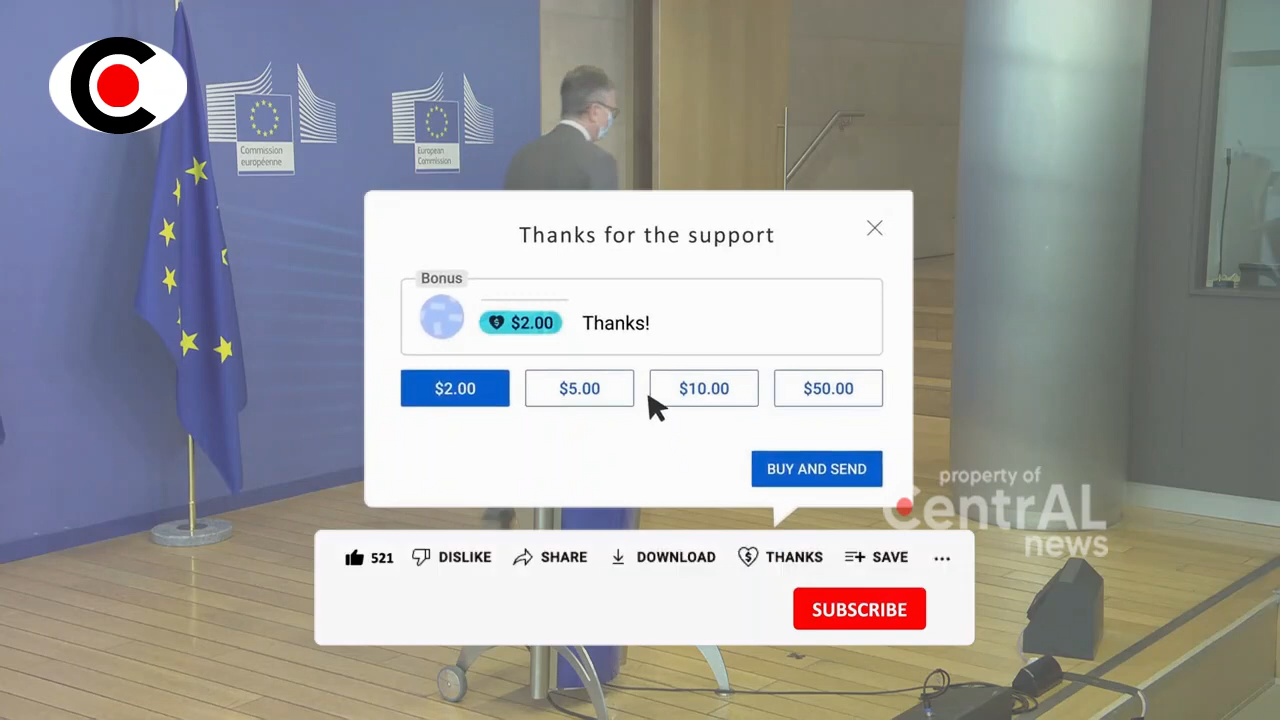 Commission
européenne
European
Commission
Thanks for the support
Bonus
$2.00
Thanks!
$2.00
$5.00
$10.00
$50.00
BUY AND SEND
property of
CentrAL
news
521
DISLIKE
SHARE
DOWNLOAD
THANKS
SAVE
SUBSCRIBE